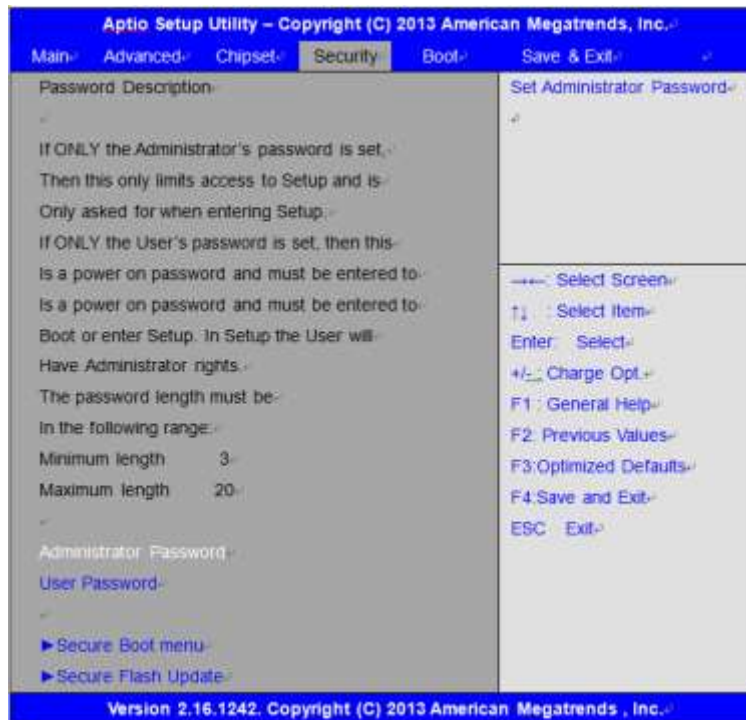 Aptio Setup Utility – Copyright (C) 2013 American Megatrends, Inc.
Main Advanced Chipset Security Boot Save & Exit
Password Description
If ONLY the Administrator's password is set,
Then this only limits access to Setup and is
Only asked for when entering Setup.
If ONLY the User's password is set, then this
Is a power on password and must be entered to
Is a power on password and must be entered to
Boot or enter Setup. In Setup the User will
Have Administrator rights.
The password length must be
In the following range:
Minimum length 3
Maximum length 20
Administrator Password
User Password
►Secure Boot menu
►Secure Flash Update
Set Administrator Password
→←: Select Screen
↑↓ : Select Item
Enter: Select
+/-: Charge Opt.
F1 : General Help
F2: Previous Values
F3:Optimized Defaults
F4:Save and Exit
ESC Exit
Version 2.16.1242. Copyright (C) 2013 American Megatrends , Inc.